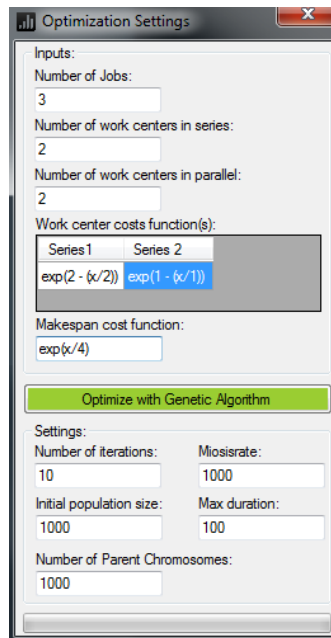 Optimization Settings
Inputs:
Number of Jobs:
3
Number of work centers in series:
2
Number of work centers in parallel:
2
Work center costs function(s):
Series1 Series 2
exp(2 - (x/2)) exp(1 - (x/1))
Makespan cost function:
exp(x/4)
Optimize with Genetic Algorithm
Settings:
Number of iterations: Miosisrate:
10 1000
Initial population size: Max duration:
1000 100
Number of Parent Chromosomes:
1000